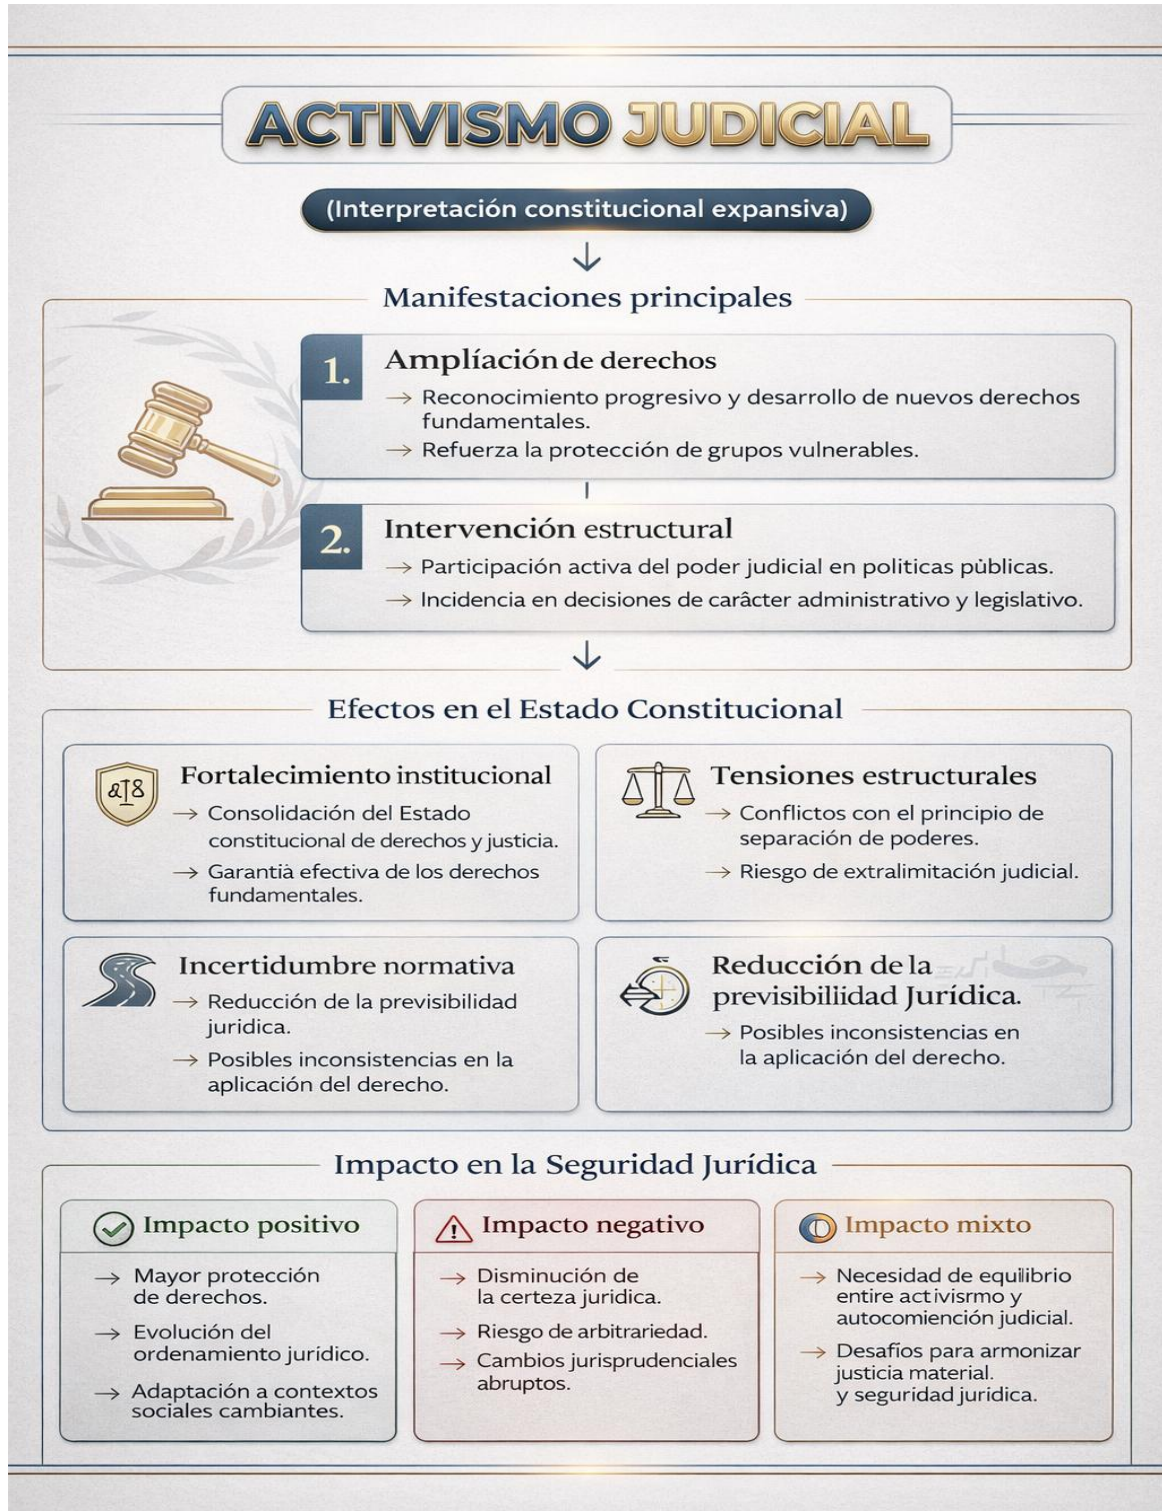 ACTIVISMO JUDICIAL
(Interpretación constitucional expansiva)
Manifestaciones principales
1.
Amplíación de derechos
→ Reconocimiento progresivo y desarrollo de nuevos derechos
fundamentales.
→ Refuerza la protección de grupos vulnerables.
2.
Intervención estructural
→ Participación activa del poder judicial en politicas pùblicas.
→ Incidencia en decisiones de carâcter administrativo y legislativo.
Efectos en el Estado Constitucional
Fortalecimiento institucional
→ Consolidación del Estado
constitucional de derechos y justicia.
→ Garantià efectiva de los derechos
fundamentales.
Tensiones estructurales
→ Conflictos con el principio de
separación de poderes.
→ Riesgo de extralimitación judicial.
Incertidumbre normativa
→ Reducción de la previsibilidad
juridica.
→ Posibles inconsistencias en la
aplicación del derecho.
Reducción de la
previsibiliidad Jurídica.
→ Posibles inconsistencias en
la aplicación del derecho.
Impacto en la Seguridad Jurídica
Impacto positivo
→ Mayor protección
de derechos.
→ Evolución del
ordenamiento jurídico.
→ Adaptación a contextos
sociales cambiantes.
Impacto negativo
→ Disminución de
la certeza juridica.
→ Riesgo de arbitrariedad.
→ Cambios jurisprudenciales
abruptos.
Impacto mixto
→ Necesidad de equilibrio
entire activisrmo y
autocomiención judicial.
→ Desafíos para armonizar
justicia material.
y seguridad jurídica.